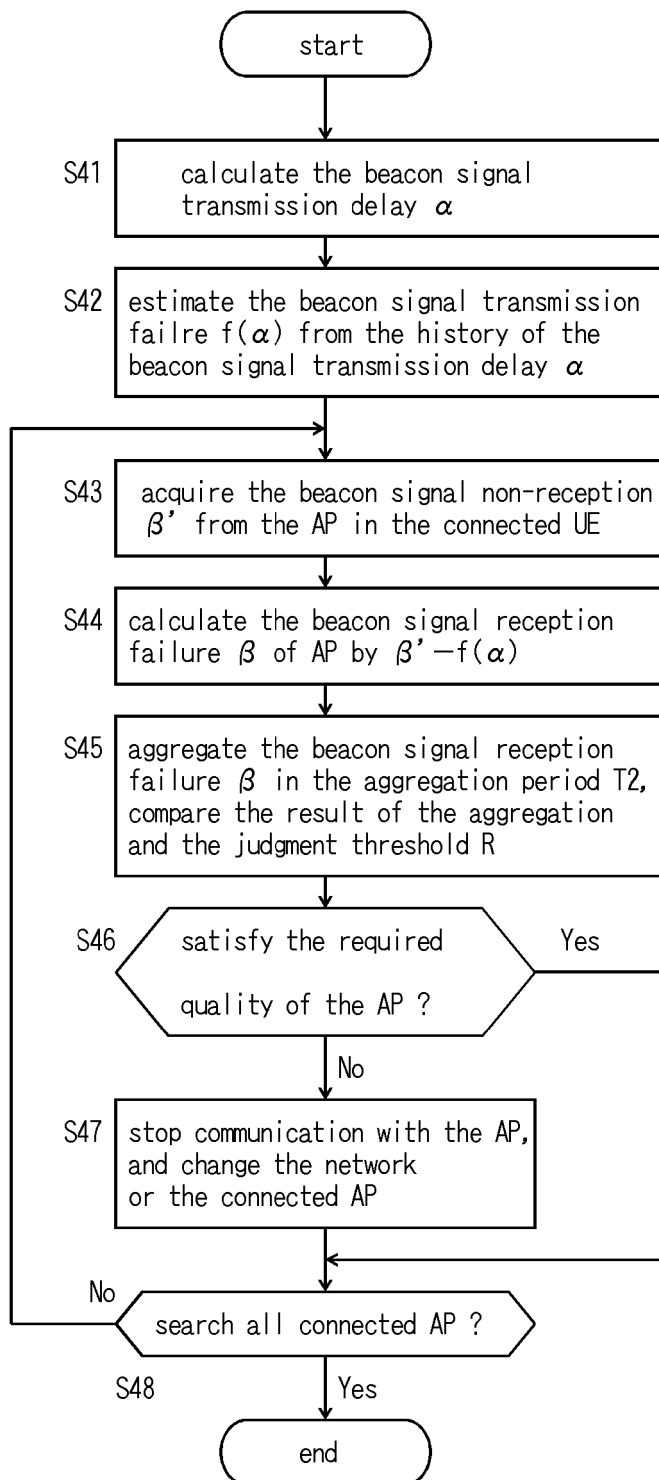 start
S41
calculate the beacon signal
transmission delay α
S42
estimate the beacon signal transmission
failre f(α) from the history of the
beacon signal transmission delay α
S43
acquire the beacon signal non-reception
β' from the AP in the connected UE
S44
calculate the beacon signal reception
failure β of AP by β'−f(α)
S45
aggregate the beacon signal reception
failure β in the aggregation period T2,
compare the result of the aggregation
and the judgment threshold R
S46
satisfy the required
quality of the AP ?
Yes
No
S47
stop communication with the AP,
and change the network
or the connected AP
No
search all connected AP ?
S48
Yes
end